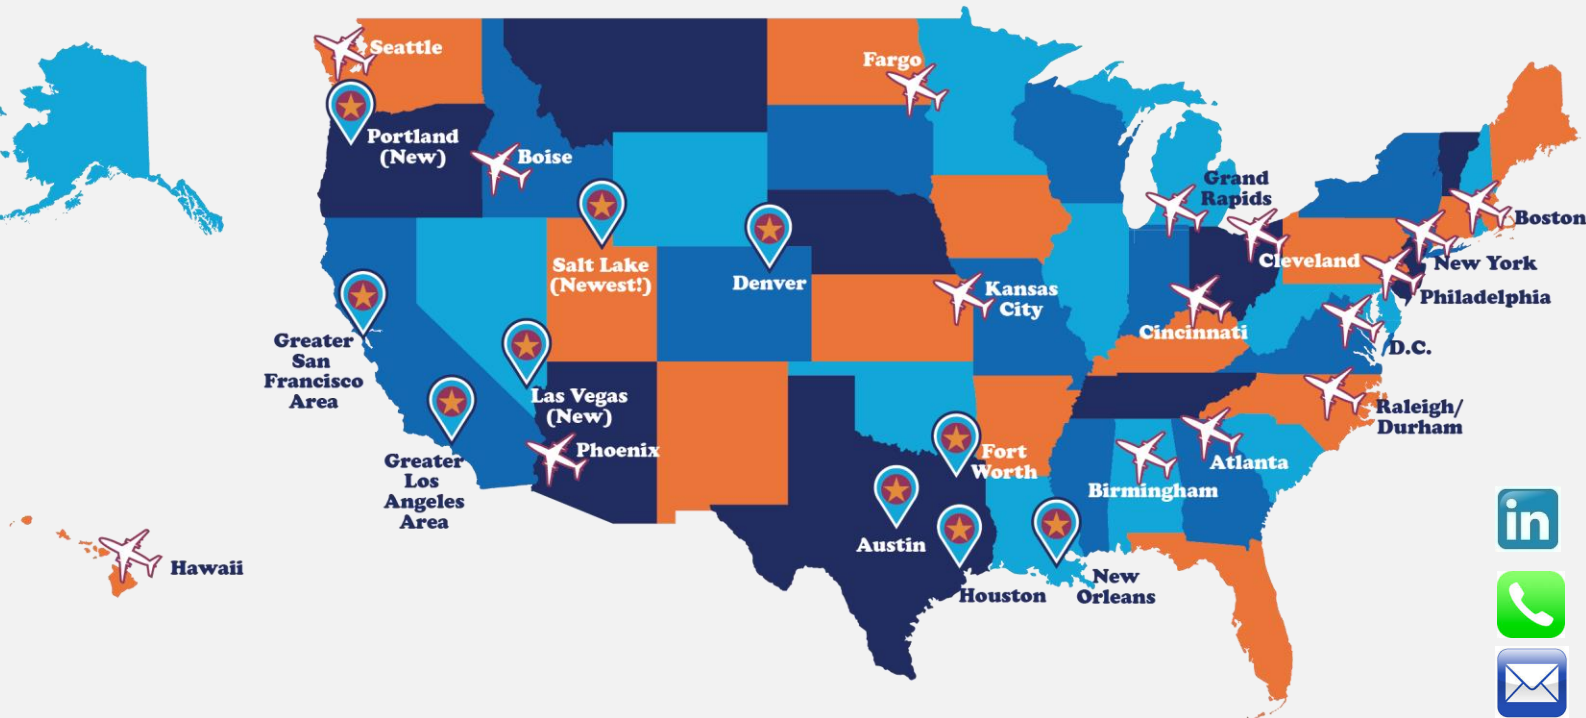 Seattle
Fargo
Portland
(New)
Boise
Grand
Rapids
Boston
Salt Lake
(Newest!)
Denver
Cleveland
New York
Kansas
City
Philadelphia
Cincinnati
Greater
San
Francisco
Area
D.C.
Las Vegas
(New)
Raleigh/
Durham
Phoenix
Greater
Los
Angeles
Area
Fort
Worth
Atlanta
Birmingham
Austin
in
Hawaii
Houston
New
Orleans